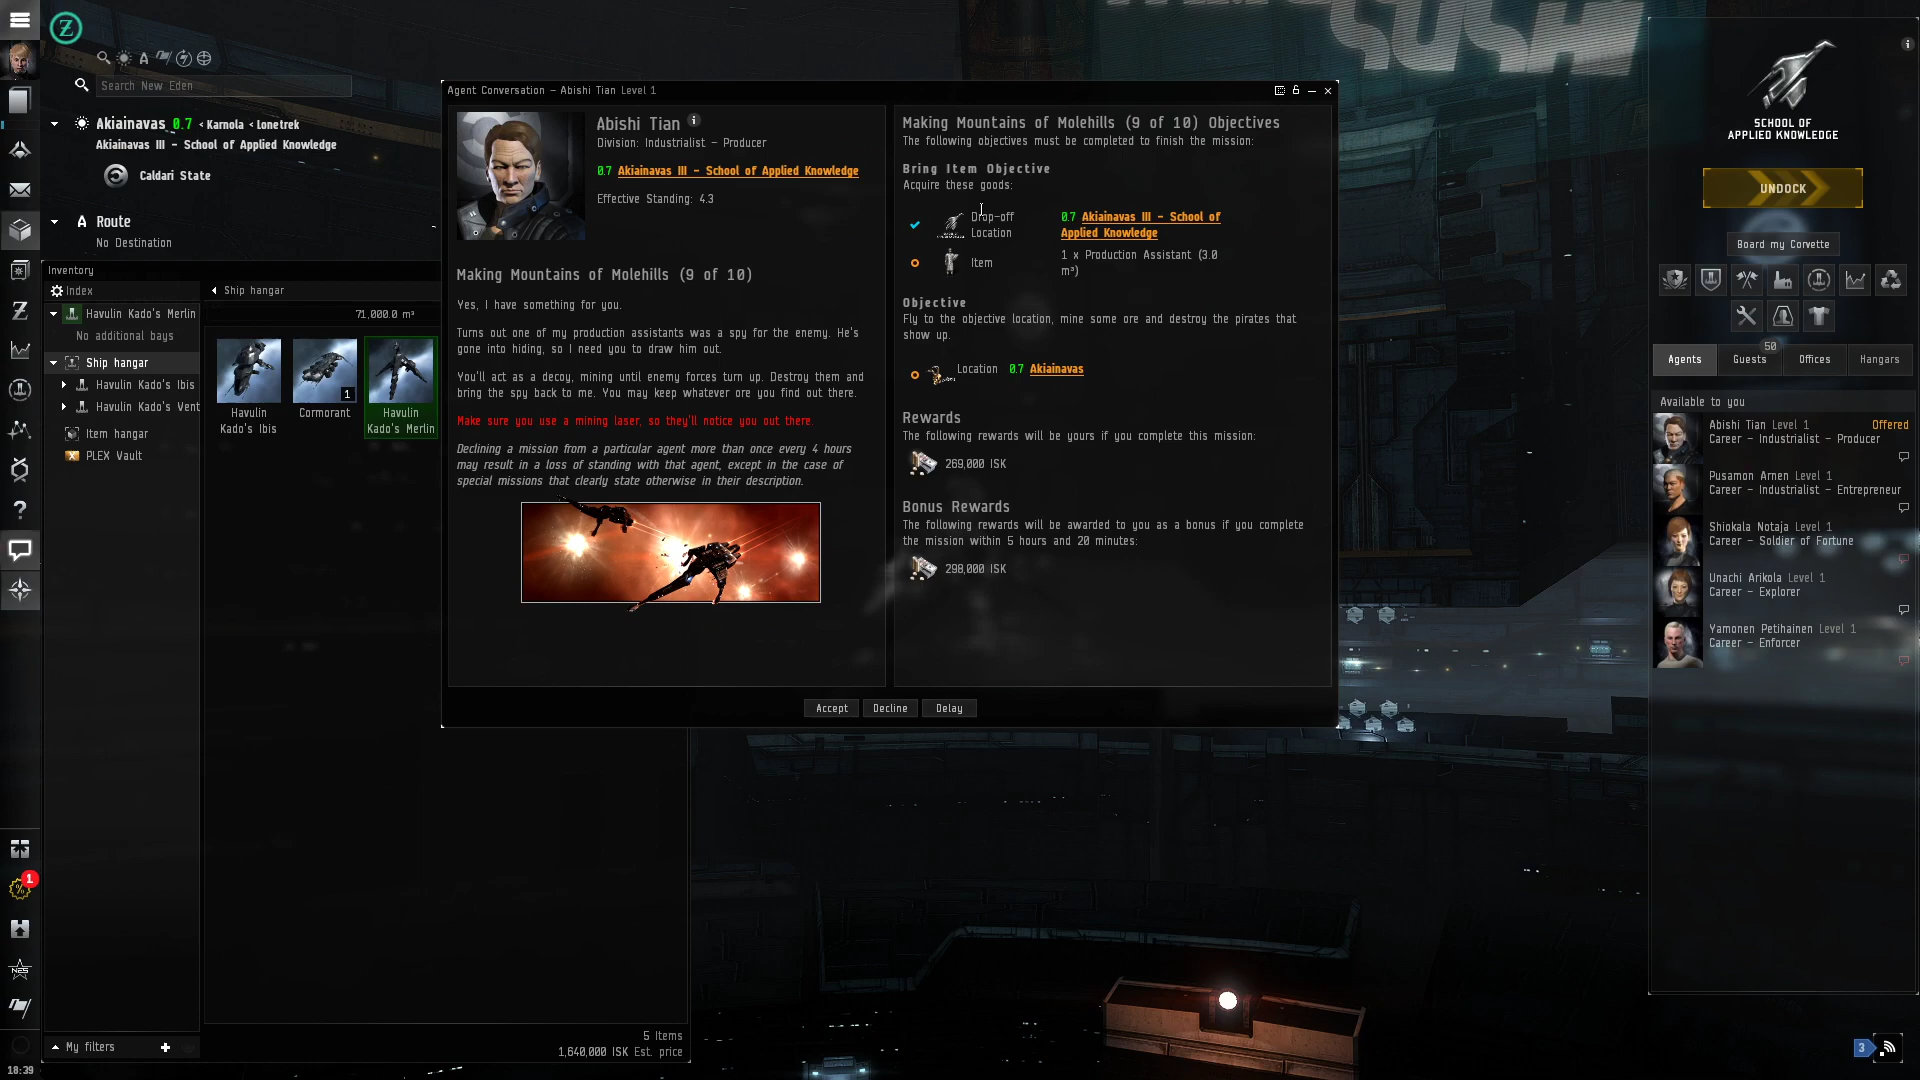 Search New Eden
Akiainavas 0.7 < Karnola < Lonetrek
Akiainavas III - School of Applied Knowledge
Caldari State
Route
No Destination
Inventory
Index
Havulin Kado's Merlin
No additional bays
Ship hangar
Havulin Kado's Ibis
Havulin Kado's Vent
Item hangar
PLEX Vault
My filters
18:39
1
Ship hangar
71,000.0 m³
Havulin
Kado's Ibis
Cormorant
1
Havulin
Kado's Merlin
5 Items
1,640,000 ISK Est. price
Agent Conversation - Abishi Tian Level 1
Abishi Tian
Division: Industrialist - Producer
0.7 Akiainavas III - School of Applied Knowledge
Effective Standing: 4.3
Making Mountains of Molehills (9 of 10)
Yes, I have something for you.
Turns out one of my production assistants was a spy for the enemy. He's
gone into hiding, so I need you to draw him out.
You'll act as a decoy, mining until enemy forces turn up. Destroy them and
bring the spy back to me. You may keep whatever ore you find out there.
Make sure you use a mining laser, so they'll notice you out there.
Declining a mission from a particular agent more than once every 4 hours
may result in a loss of standing with that agent, except in the case of
special missions that clearly state otherwise in their description.
Making Mountains of Molehills (9 of 10) Objectives
The following objectives must be completed to finish the mission:
Bring Item Objective
Acquire these goods:
Drop-off
Location
0.7 Akiainavas III - School of
Applied Knowledge
Item
1 x Production Assistant (3.0
m³)
Objective
Fly to the objective location, mine some ore and destroy the pirates that
show up.
Location 0.7 Akiainavas
Rewards
The following rewards will be yours if you complete this mission:
269,000 ISK
Bonus Rewards
The following rewards will be awarded to you as a bonus if you complete
the mission within 5 hours and 20 minutes:
298,000 ISK
Accept
Decline
Delay
SCHOOL OF
APPLIED KNOWLEDGE
UNDOCK
Board my Corvette
50
Agents
Guests
Offices
Hangars
Available to you
Abishi Tian Level 1 Offered
Career - Industrialist - Producer
Pusamon Arnen Level 1
Career - Industrialist - Entrepreneur
Shiokala Notaja Level 1
Career - Soldier of Fortune
Unachi Arikola Level 1
Career - Explorer
Yamonen Petihainen Level 1
Career - Enforcer
3